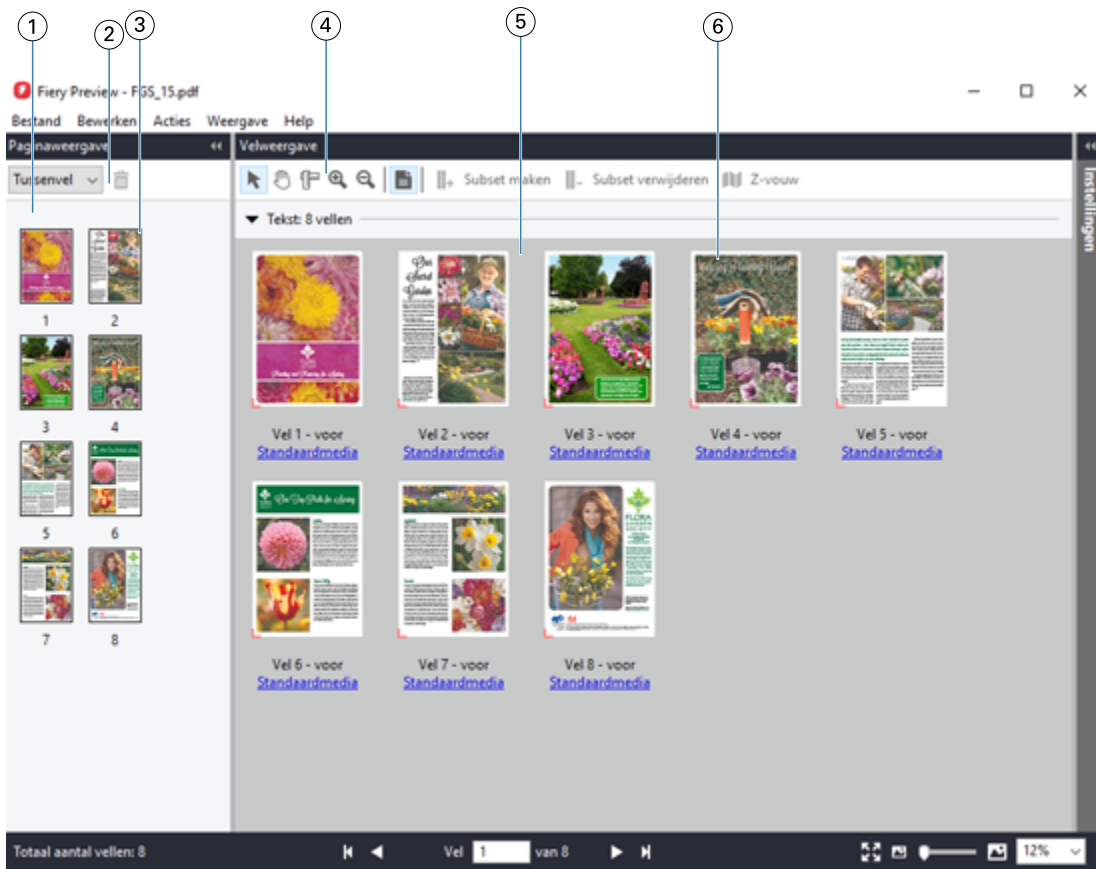 1 2 3 4 5 6
Fiery Preview - FGS_15.pdf
Bestand Bewerken Acties Weergave Help
Paginaweergave Velweergave
Tussenvel Subset maken Subset verwijderen Z-vouw
Instellingen
Tekst: 8 vellen
1 2
3 4
5 6
7 8
Vel 1 - voor Vel 2 - voor Vel 3 - voor Vel 4 - voor Vel 5 - voor
Standaardmedia Standaardmedia Standaardmedia Standaardmedia Standaardmedia
FLORA
Vel 6 - voor Vel 7 - voor Vel 8 - voor
Standaardmedia Standaardmedia Standaardmedia
Totaal aantal vellen: 8 Vel 1 van 8 12%